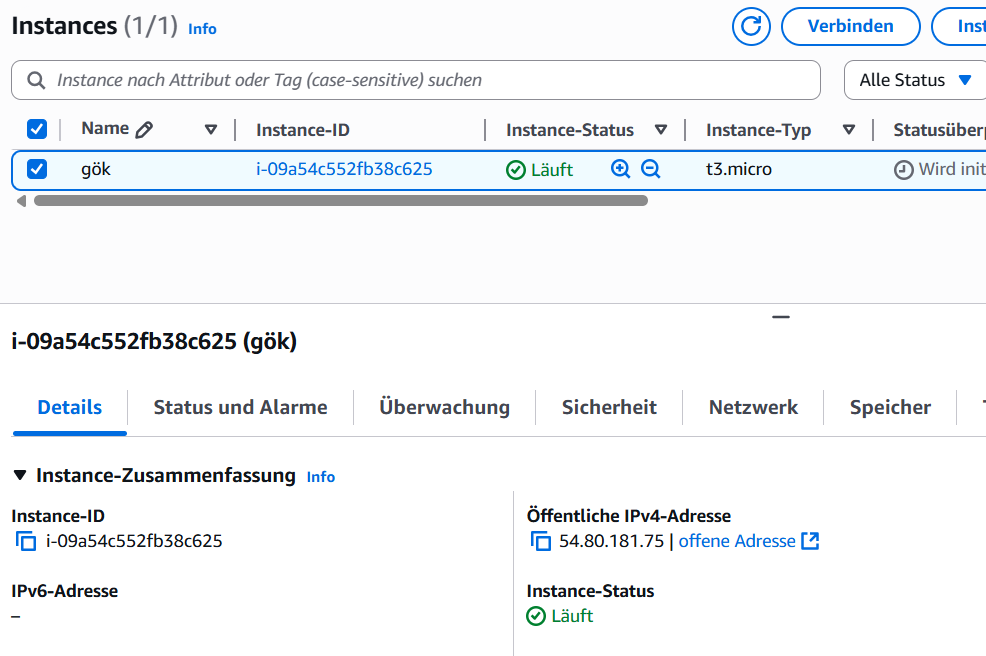 Instances (1/1) Info
Verbinden
Inst
Instance nach Attribut oder Tag (case-sensitive) suchen
Alle Status
Name
Instance-ID
Instance-Status
Instance-Typ
Statusüberp
gök
i-09a54c552fb38c625
Läuft
t3.micro
Wird init
i-09a54c552fb38c625 (gök)
Details
Status und Alarme
Überwachung
Sicherheit
Netzwerk
Speicher
Instance-Zusammenfassung Info
Instance-ID
i-09a54c552fb38c625
Öffentliche IPv4-Adresse
54.80.181.75 | offene Adresse
IPv6-Adresse
–
Instance-Status
Läuft